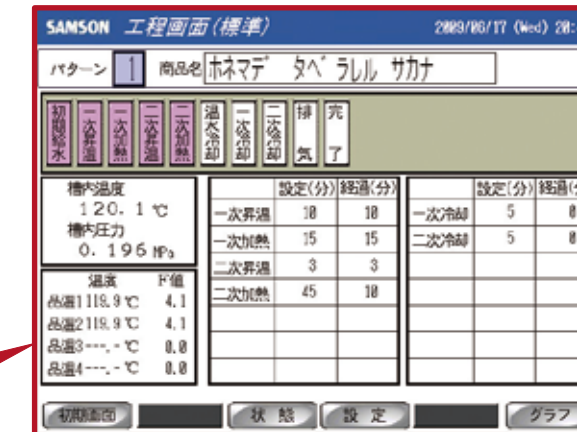 SAMSON 工程画面(標準) 2009/06/17 (Wed) 20:
パターン 1 商品名 ホネマデ タベラレル サカナ
初期給水 一次昇温 一次加熱 二次昇温 二次加熱 温水冷却 一次冷却 二次冷却 排気 完了
槽内温度
120.1 ℃
槽内圧力
0.196 MPa
温度 F値
品温1 119.9℃ 4.1
品温2 119.9℃ 4.1
品温3 ---.-℃ 0.0
品温4 ---.-℃ 0.0
設定(分) 経過(分)
一次昇温 10 10
一次加熱 15 15
二次昇温 3 3
二次加熱 45 10
設定(分) 経過(分
一次冷却 5 0
二次冷却 5 0
初期画面 状態 設定 グラフ